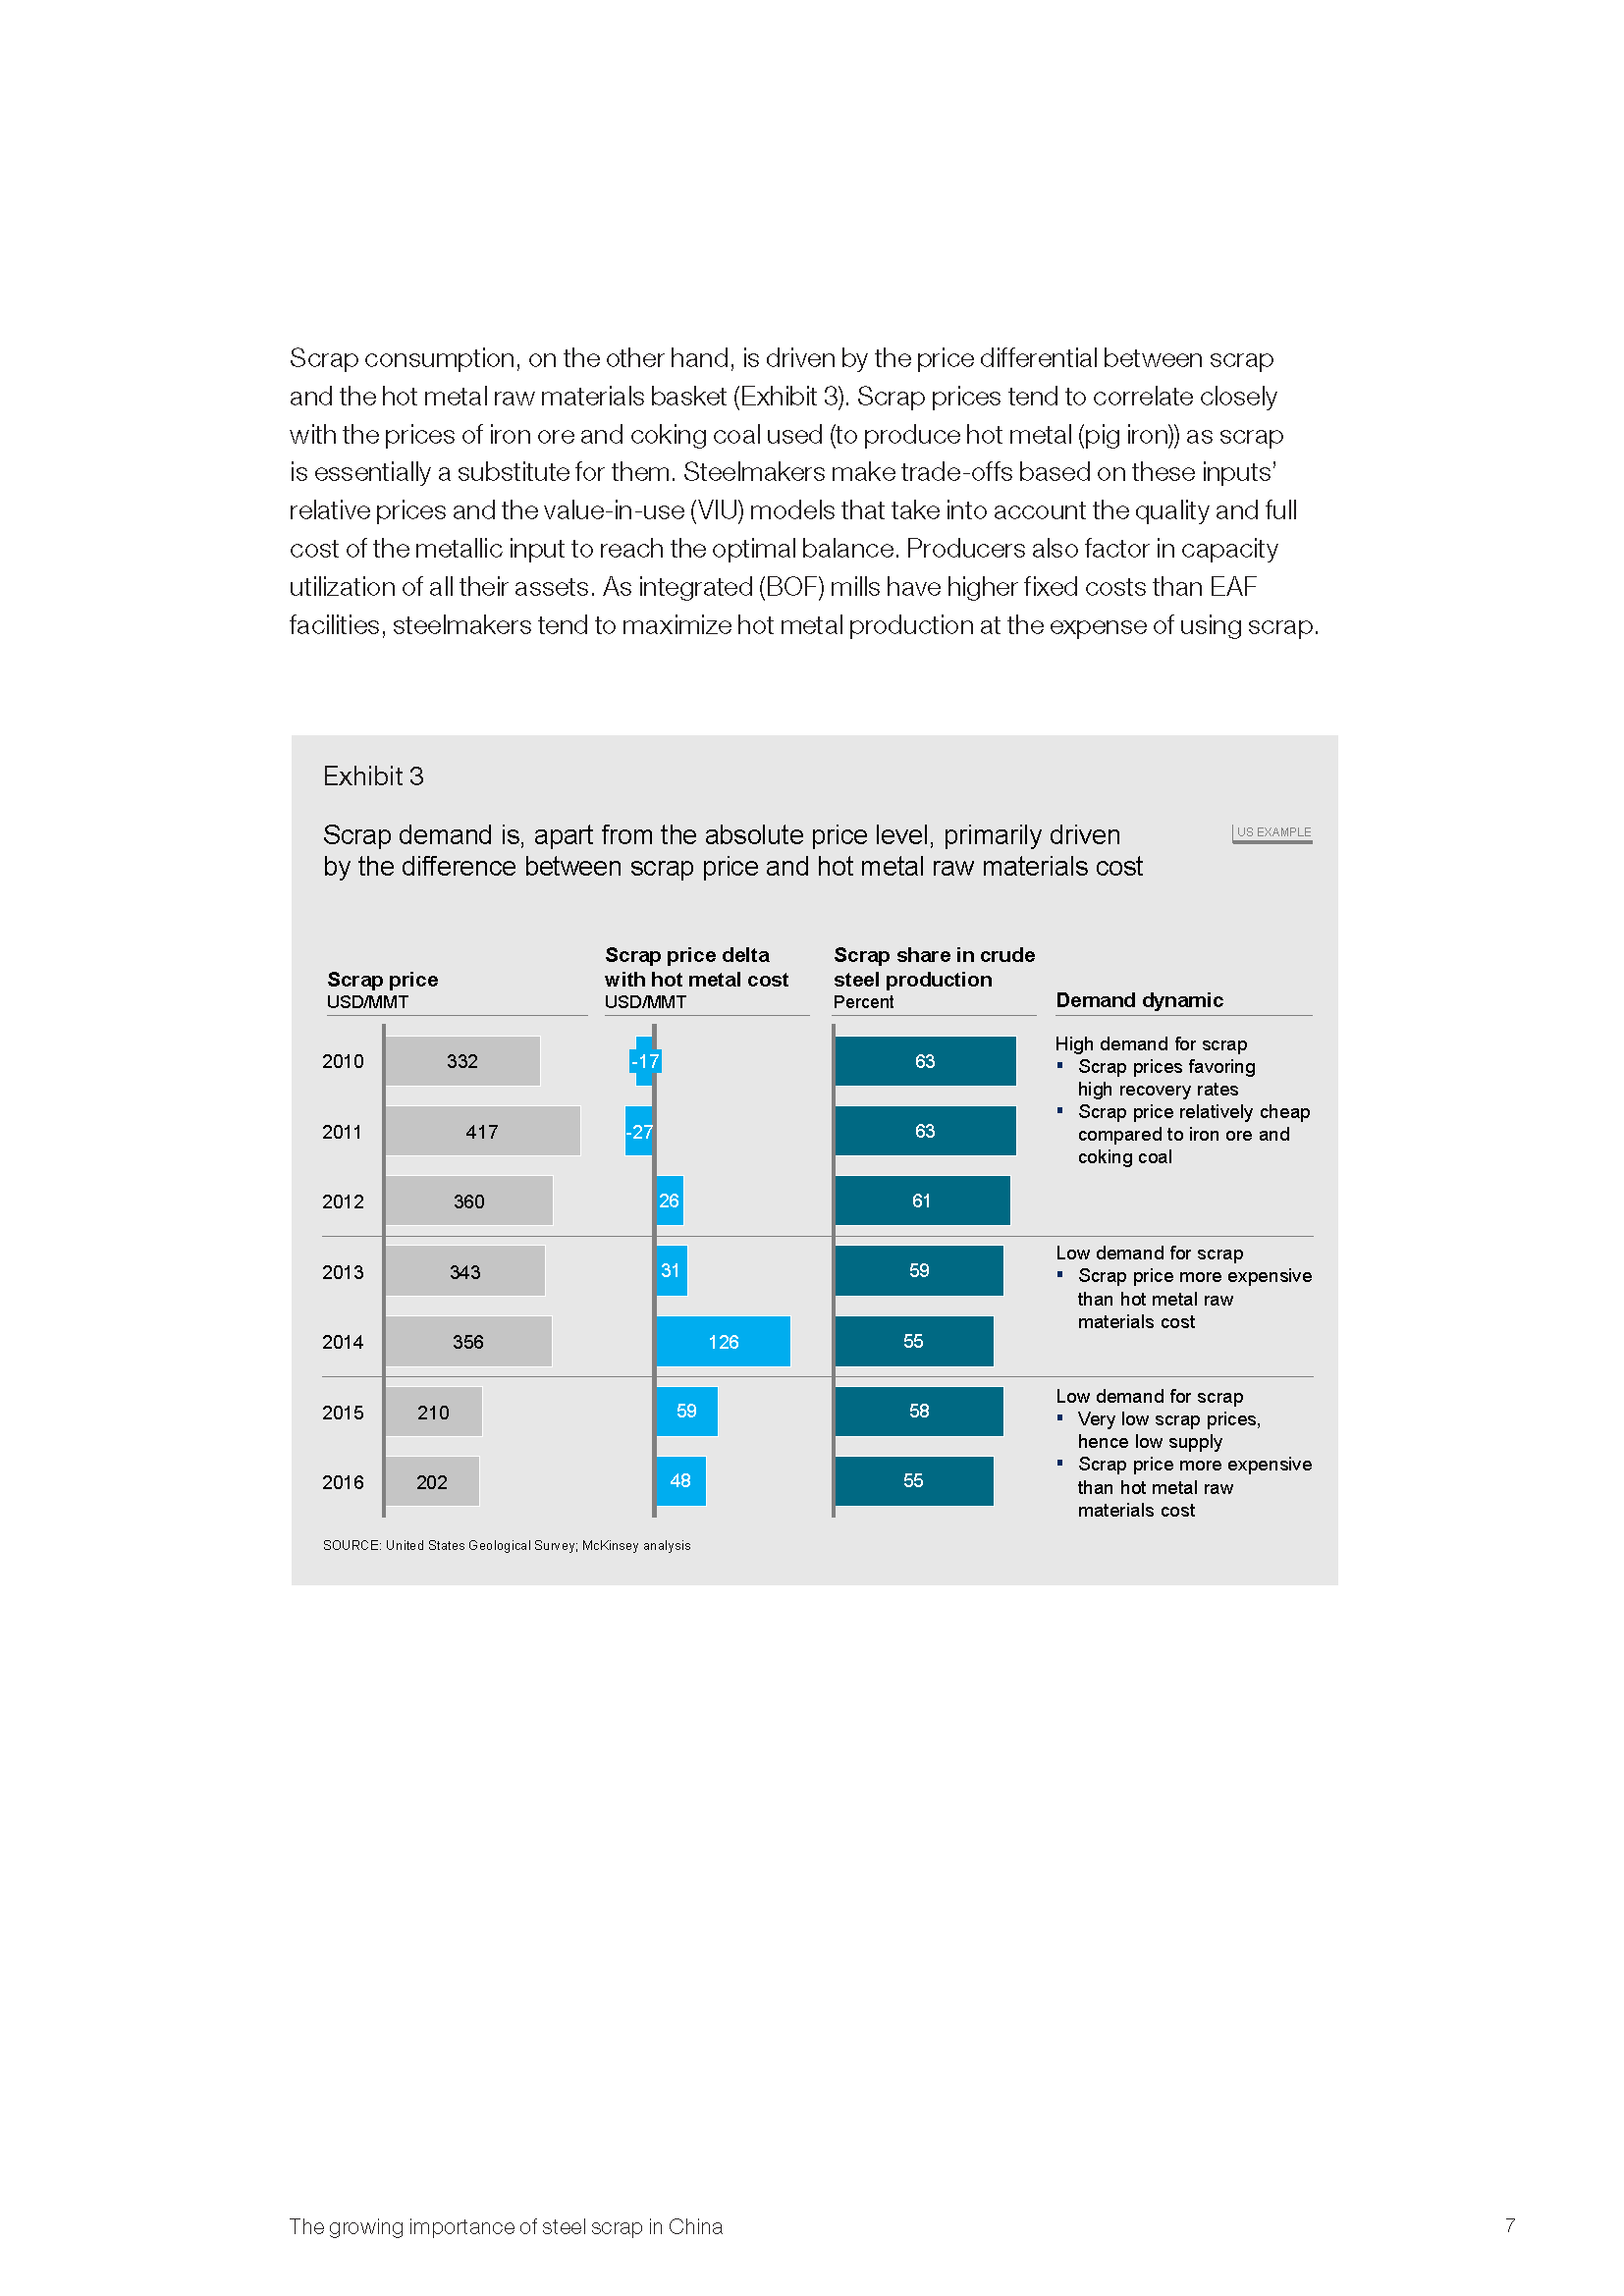 Scrap consumption, on the other hand, is driven by the price differential between scrap
and the hot metal raw materials basket (Exhibit 3). Scrap prices tend to correlate closely
with the prices of iron ore and coking coal used (to produce hot metal (pig iron)) as scrap
is essentially a substitute for them. Steelmakers make trade-offs based on these inputs’
relative prices and the value-in-use (VIU) models that take into account the quality and full
cost of the metallic input to reach the optimal balance. Producers also factor in capacity
utilization of all their assets. As integrated (BOF) mills have higher fixed costs than EAF
facilities, steelmakers tend to maximize hot metal production at the expense of using scrap.
Exhibit 3
Scrap demand is, apart from the absolute price level, primarily driven
by the difference between scrap price and hot metal raw materials cost
US EXAMPLE
Scrap price
USD/MMT
Scrap price delta
with hot metal cost
USD/MMT
Scrap share in crude
steel production
Percent
Demand dynamic
2010 332 -17 63
2011 417 -27 63
2012 360 26 61
High demand for scrap
▪ Scrap prices favoring
high recovery rates
▪ Scrap price relatively cheap
compared to iron ore and
coking coal
2013 343 31 59
2014 356 126 55
Low demand for scrap
▪ Scrap price more expensive
than hot metal raw
materials cost
2015 210 59 58
2016 202 48 55
Low demand for scrap
▪ Very low scrap prices,
hence low supply
▪ Scrap price more expensive
than hot metal raw
materials cost
SOURCE: United States Geological Survey; McKinsey analysis
The growing importance of steel scrap in China 7